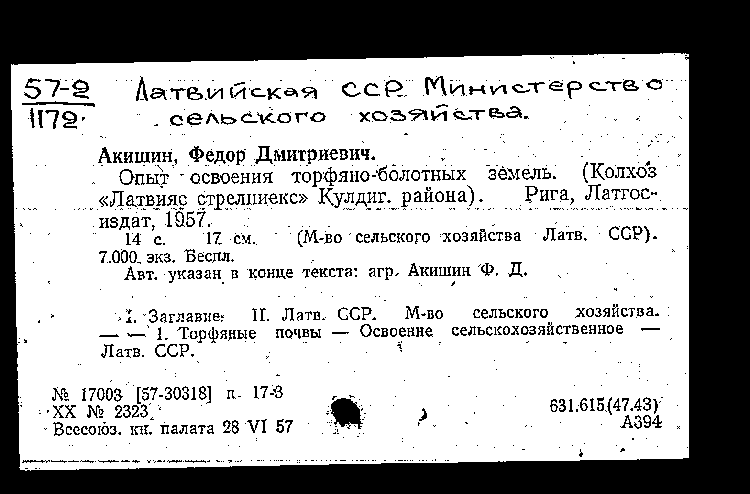 57-2 Латвийская ССР Министерство
1172 сельского хозяйства.
Акишин, Федор Дмитриевич.
Опыт освоения торфяно-болотных земель. (Колхоз
«Латвияс стрелниекс» Кулдиг. района). Рига, Латгос-
издат, 1957.
14 с. 17 см. (М-во сельского хозяйства Латв. ССР).
7.000 экз. Беспл.
Авт. указан в конце текста: агр. Акишин Ф. Д.
I. Заглавие. II. Латв. ССР. М-во сельского хозяйства.
— — 1. Торфяные почвы — Освоение сельскохозяйственное —
Латв. ССР.
№ 17003 [57-30318] п. 17-3
XX № 2323 631.615.(47.43)
Всесоюз. кн. палата 28 VI 57 А394